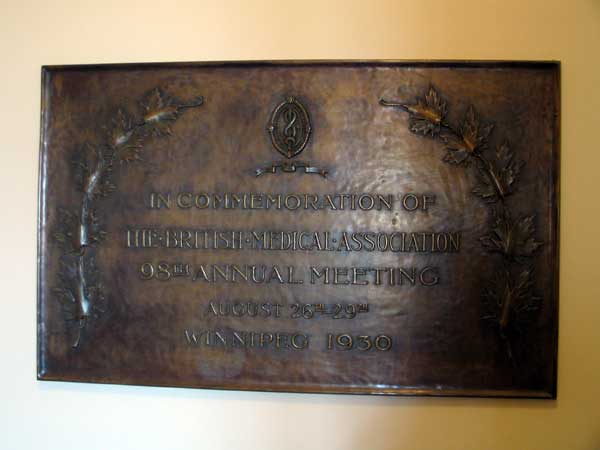 IN COMMEMORATION OF
THE·BRITISH·MEDICAL·ASSOCIATION
98TH ANNUAL MEETING
AUGUST 26TH-29TH
WINNIPEG 1930